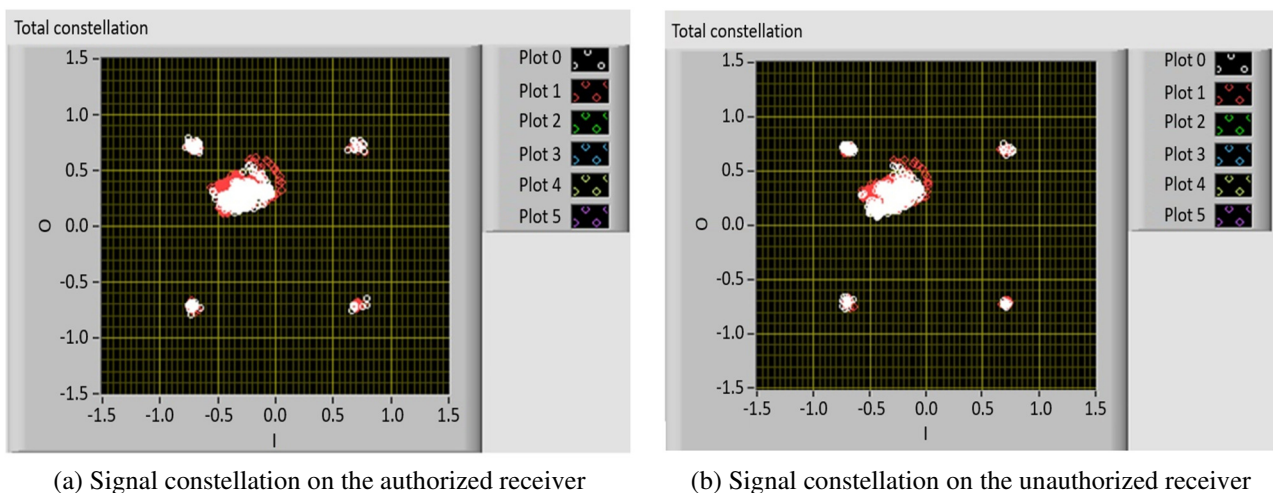 Total constellation
1.5
1.0
0.5
0.0
-0.5
-1.0
-1.5
O
-1.5 -1.0 -0.5 0.0 0.5 1.0 1.5
I
Plot 0
Plot 1
Plot 2
Plot 3
Plot 4
Plot 5
(a) Signal constellation on the authorized receiver
Total constellation
1.5
1.0
0.5
0.0
-0.5
-1.0
-1.5
O
-1.5 -1.0 -0.5 0.0 0.5 1.0 1.5
I
Plot 0
Plot 1
Plot 2
Plot 3
Plot 4
Plot 5
(b) Signal constellation on the unauthorized receiver